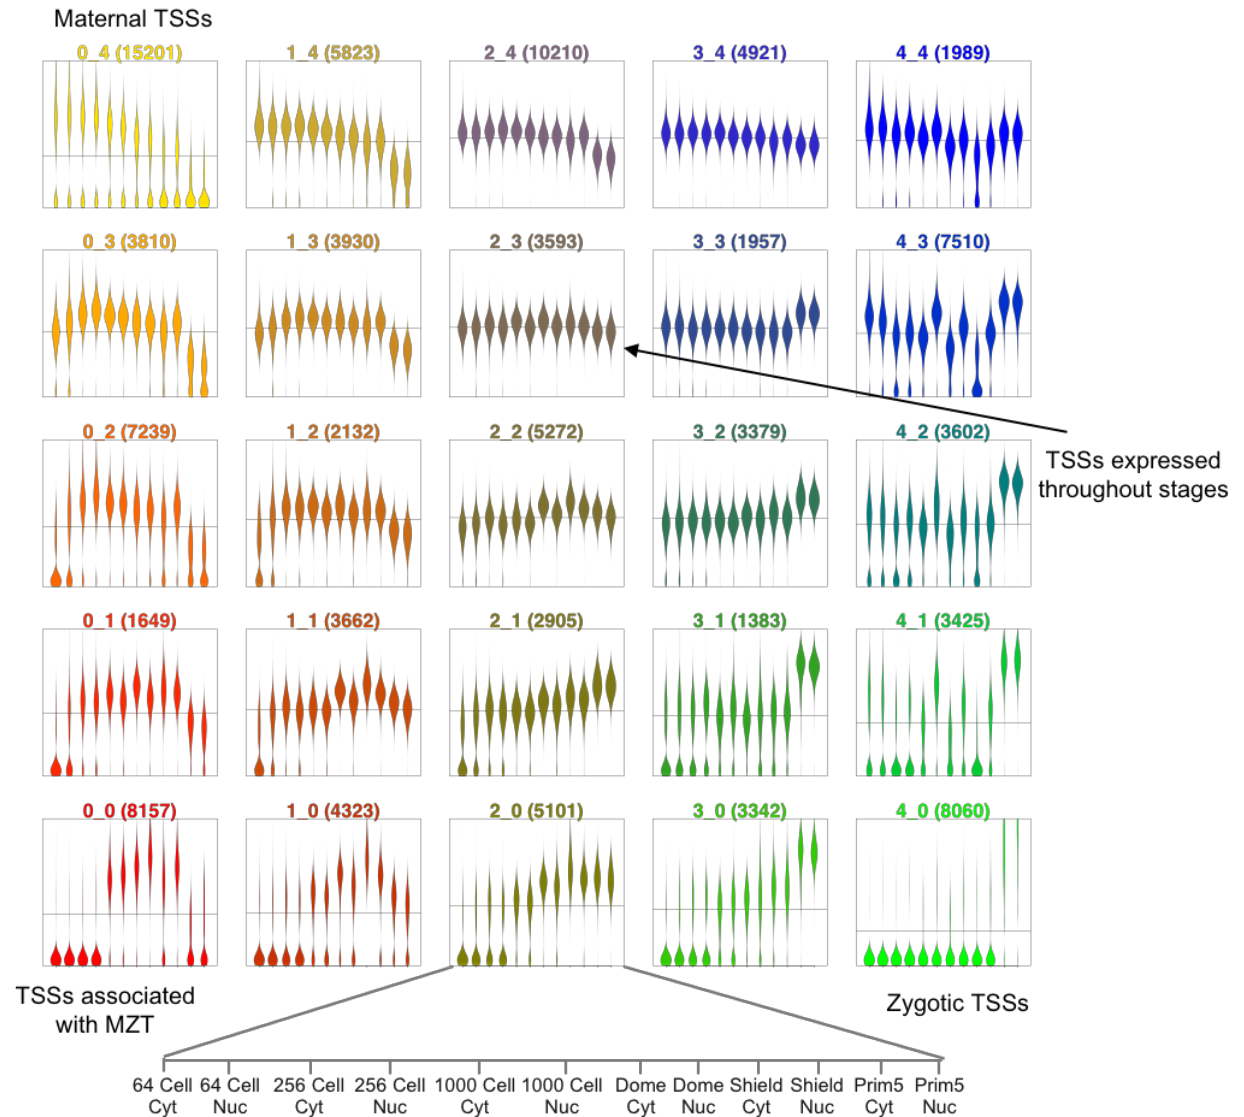 Maternal TSSs
0_4 (15201)
1_4 (5823)
2_4 (10210)
3_4 (4921)
4_4 (1989)
0_3 (3810)
1_3 (3930)
2_3 (3593)
3_3 (1957)
4_3 (7510)
0_2 (7239)
1_2 (2132)
2_2 (5272)
3_2 (3379)
4_2 (3602)
TSSs expressed
throughout stages
0_1 (1649)
1_1 (3662)
2_1 (2905)
3_1 (1383)
4_1 (3425)
0_0 (8157)
1_0 (4323)
2_0 (5101)
3_0 (3342)
4_0 (8060)
TSSs associated
with MZT
Zygotic TSSs
64 Cell
Cyt
64 Cell
Nuc
256 Cell
Cyt
256 Cell
Nuc
1000 Cell
Cyt
1000 Cell
Nuc
Dome
Cyt
Dome
Nuc
Shield
Cyt
Shield
Nuc
Prim5
Cyt
Prim5
Nuc